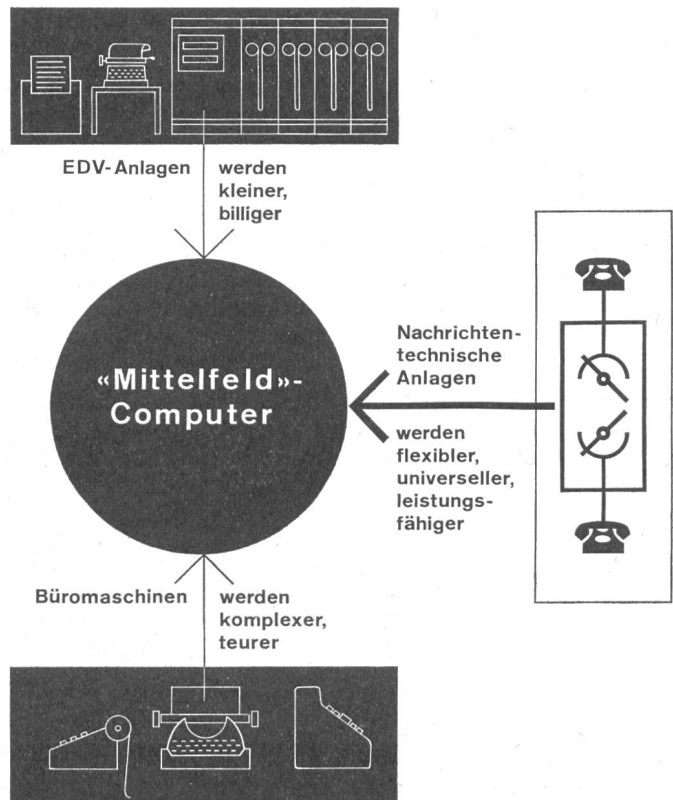 EDV-Anlagen
werden
kleiner,
billiger
«Mittelfeld»-
Computer
Nachrichten-
technische
Anlagen
werden
flexibler,
universeller,
leistungs-
fähiger
Büromaschinen
werden
komplexer,
teurer